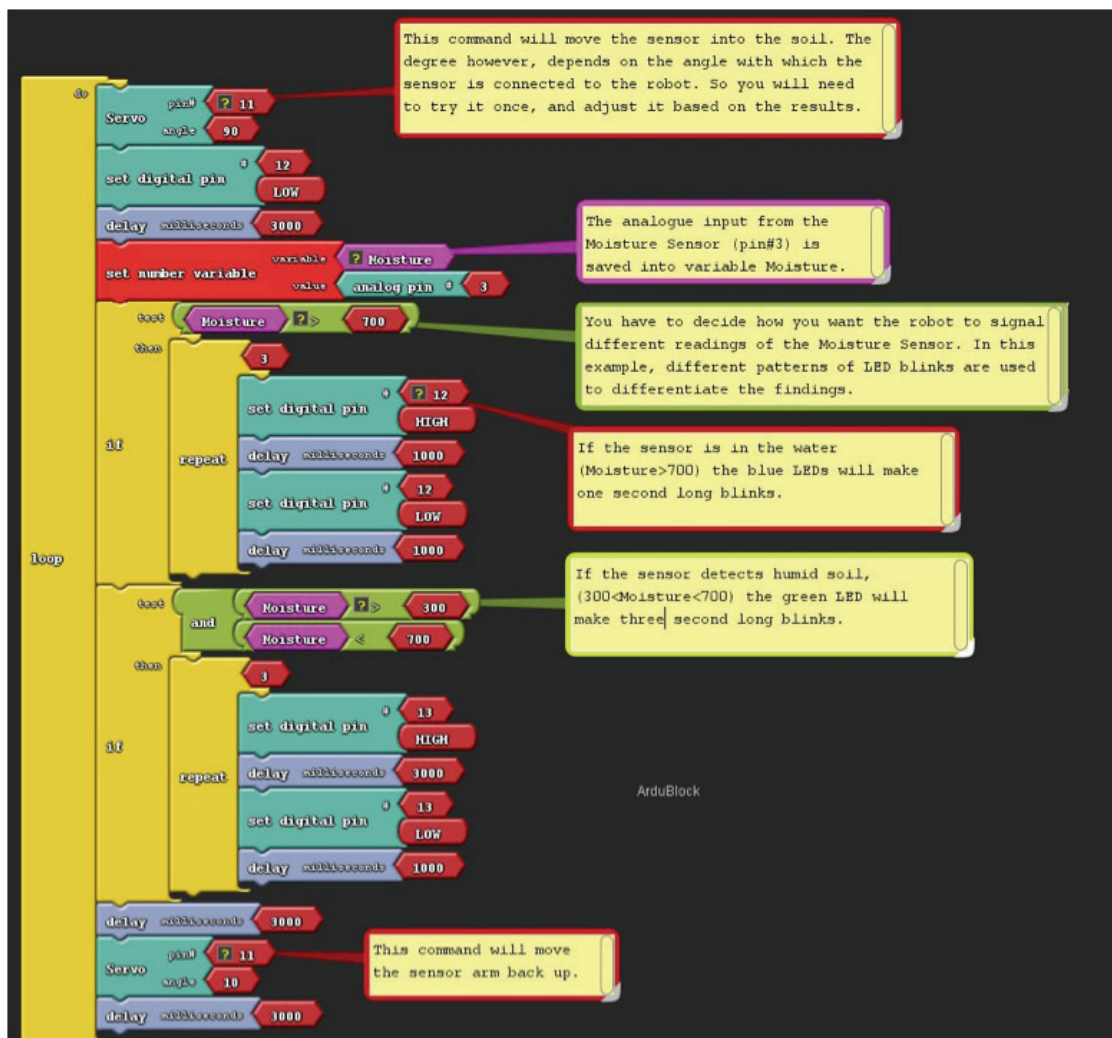 This command will move the sensor into the soil. The
degree however, depends on the angle with which the
sensor is connected to the robot. So you will need
to try it once, and adjust it based on the results.
do
Servo
pin# ? 11
angle 90
set digital pin
# 12
LOW
delay milliseconds 3000
The analogue input from the
Moisture Sensor (pin#3) is
saved into variable Moisture.
set number variable
variable ? Moisture
value analog pin # 3
test Moisture ? > 700
You have to decide how you want the robot to signal
different readings of the Moisture Sensor. In this
example, different patterns of LED blinks are used
to differentiate the findings.
then
if
repeat
3
set digital pin
# ? 12
HIGH
delay milliseconds 1000
set digital pin
# 12
LOW
delay milliseconds 1000
If the sensor is in the water
(Moisture>700) the blue LEDs will make
one second long blinks.
loop
If the sensor detects humid soil,
(300<Moisture<700) the green LED will
make three second long blinks.
test
and
Moisture ? > 300
Moisture < 700
then
if
repeat
3
set digital pin
# 13
HIGH
delay milliseconds 3000
set digital pin
# 13
LOW
delay milliseconds 1000
ArduBlock
delay milliseconds 3000
Servo
pin# ? 11
angle 10
This command will move
the sensor arm back up.
delay milliseconds 3000